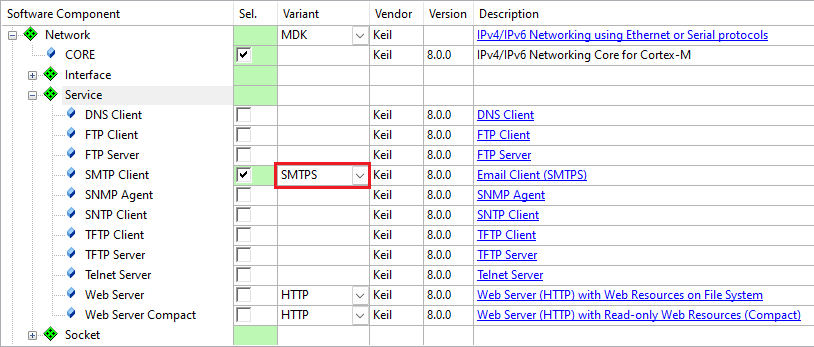 Software Component Sel. Variant Vendor Version Description
Network MDK Keil IPv4/IPv6 Networking using Ethernet or Serial protocols
CORE Keil 8.0.0 IPv4/IPv6 Networking Core for Cortex-M
Interface
Service
DNS Client Keil 8.0.0 DNS Client
FTP Client Keil 8.0.0 FTP Client
FTP Server Keil 8.0.0 FTP Server
SMTP Client SMTPS Keil 8.0.0 Email Client (SMTPS)
SNMP Agent Keil 8.0.0 SNMP Agent
SNTP Client Keil 8.0.0 SNTP Client
TFTP Client Keil 8.0.0 TFTP Client
TFTP Server Keil 8.0.0 TFTP Server
Telnet Server Keil 8.0.0 Telnet Server
Web Server HTTP Keil 8.0.0 Web Server (HTTP) with Web Resources on File System
Web Server Compact HTTP Keil 8.0.0 Web Server (HTTP) with Read-only Web Resources (Compact)
Socket